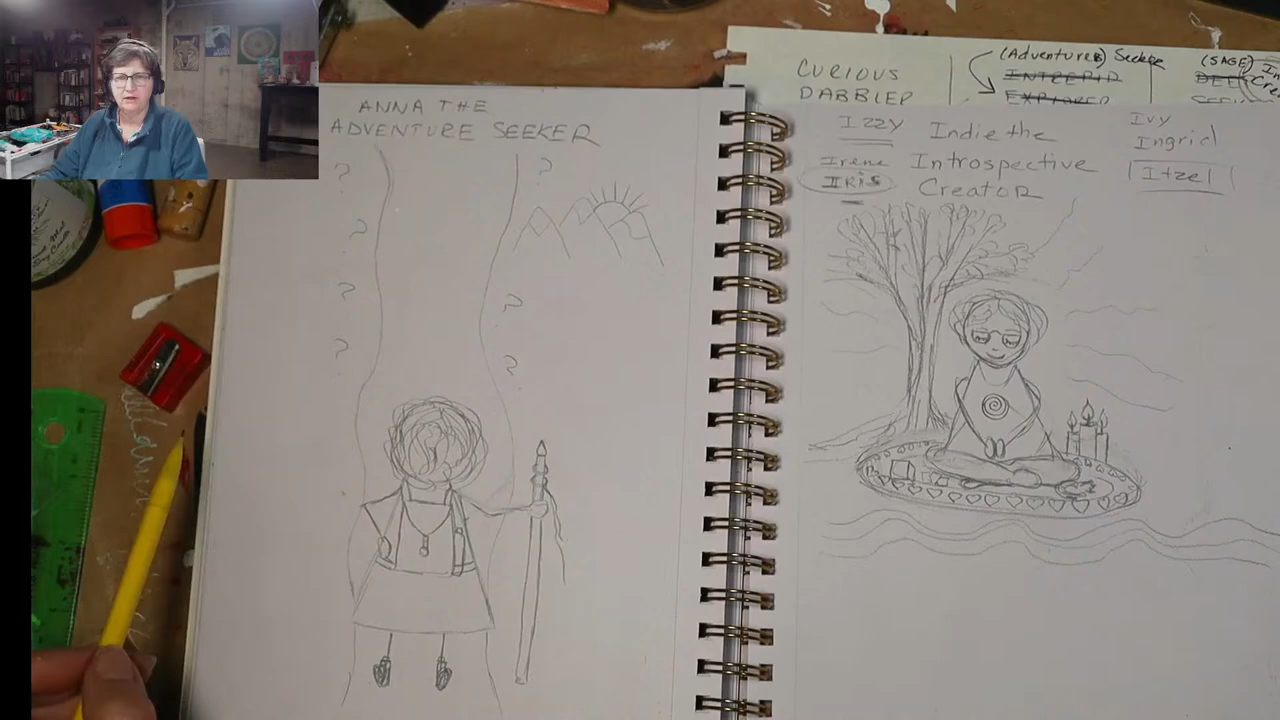 ANNA THE
ADVENTURE SEEKER
?
?
?
?
?
?
?
CURIOUS
DABBLER
(Adventure) Seeker
INTREPID
EXPLORER
(SAGE)
Izzy
Irene
IRIS
Indie the
Introspective
Creator
Ivy
Ingrid
Itzel